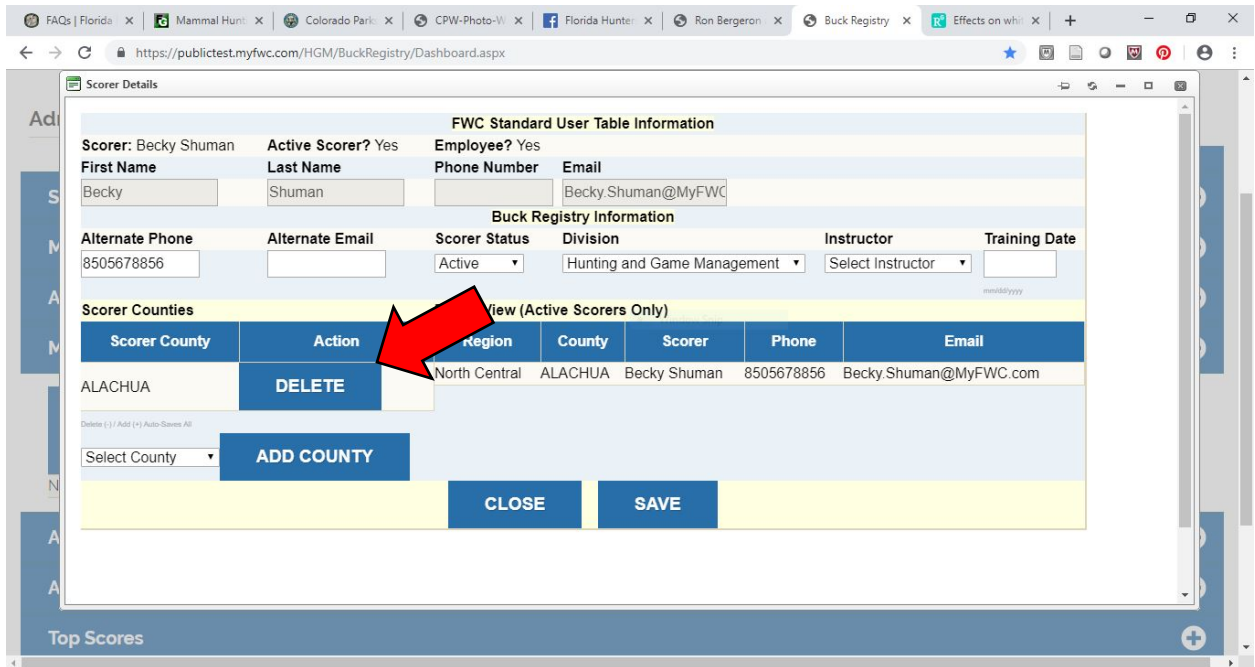 FAQs | Florida Mammal Hunt Colorado Park CPW-Photo-W Florida Hunter Ron Bergeron Buck Registry Effects on whit
https://publictest.myfwc.com/HGM/BuckRegistry/Dashboard.aspx
Scorer Details
Adı
FWC Standard User Table Information
Scorer: Becky Shuman Active Scorer? Yes Employee? Yes
First Name Last Name Phone Number Email
Becky Shuman Becky.Shuman@MyFWC
Buck Registry Information
Alternate Phone Alternate Email Scorer Status Division Instructor Training Date
8505678856 Active Hunting and Game Management Select Instructor
mm/dd/yyyy
Scorer Counties View (Active Scorers Only)
Scorer County Action Region County Scorer Phone Email
ALACHUA DELETE North Central ALACHUA Becky Shuman 8505678856 Becky.Shuman@MyFWC.com
Delete (-) / Add (+) Auto-Saves All
Select County ADD COUNTY
CLOSE SAVE
Top Scores